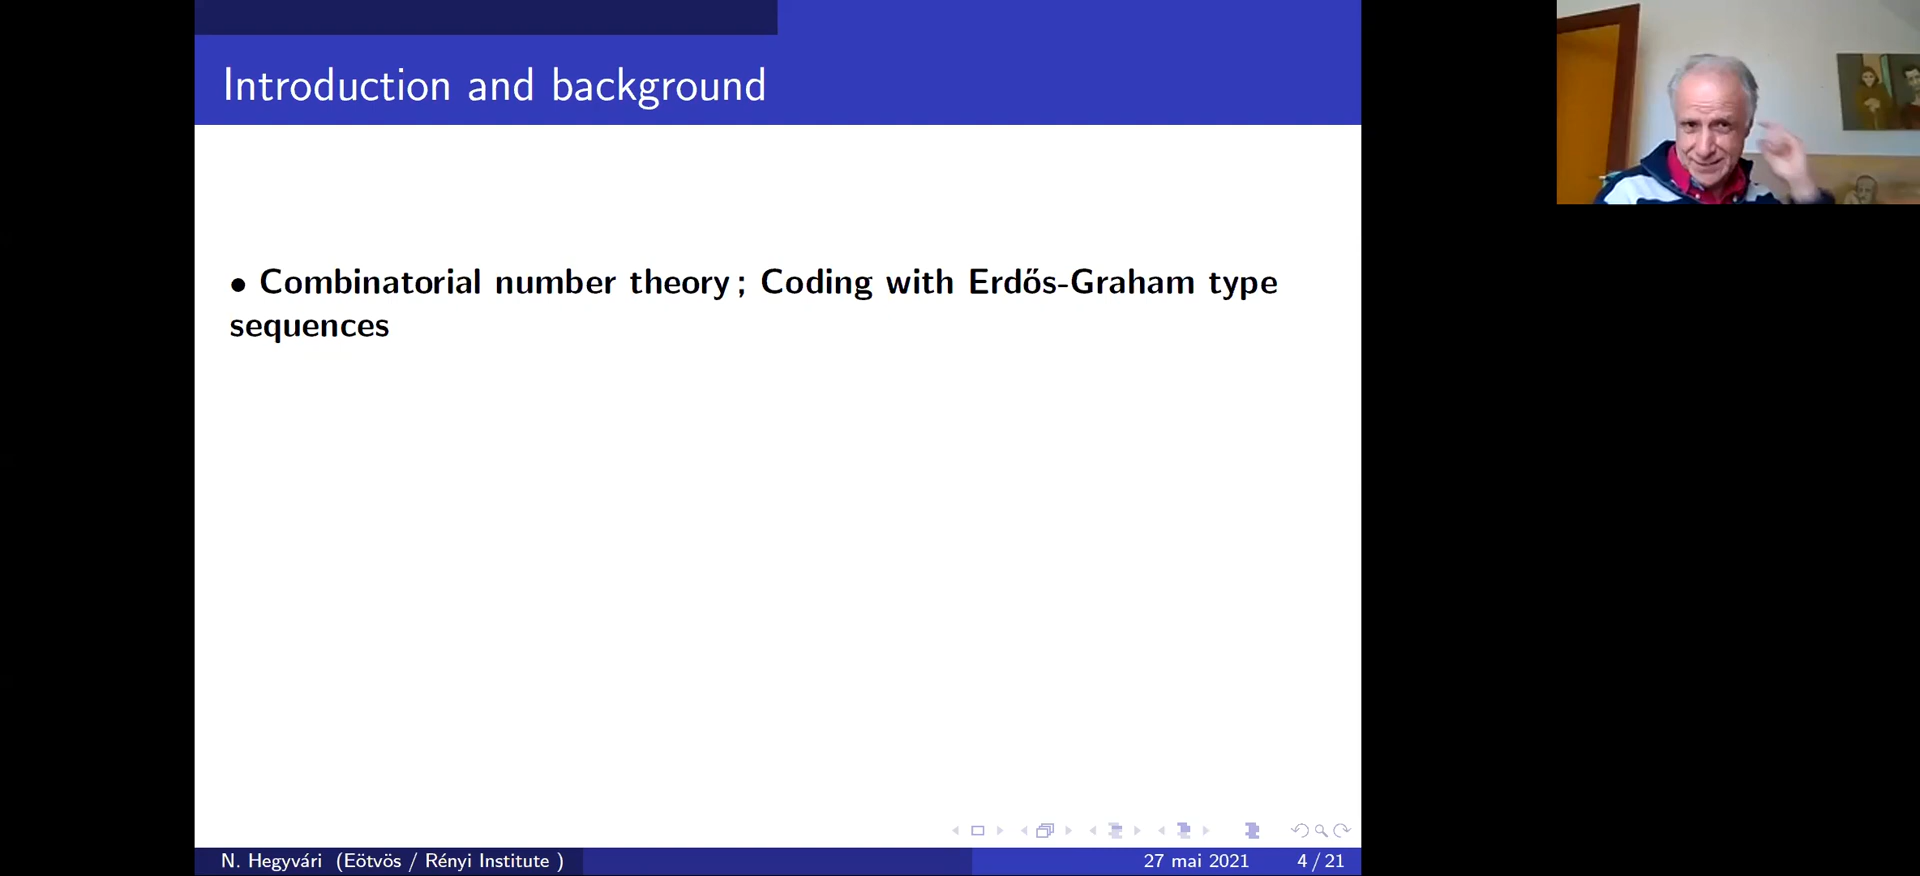 Introduction and background
• Combinatorial number theory ; Coding with Erdős-Graham type
sequences
N. Hegyvári (Eötvös / Rényi Institute )
27 mai 2021
4 / 21